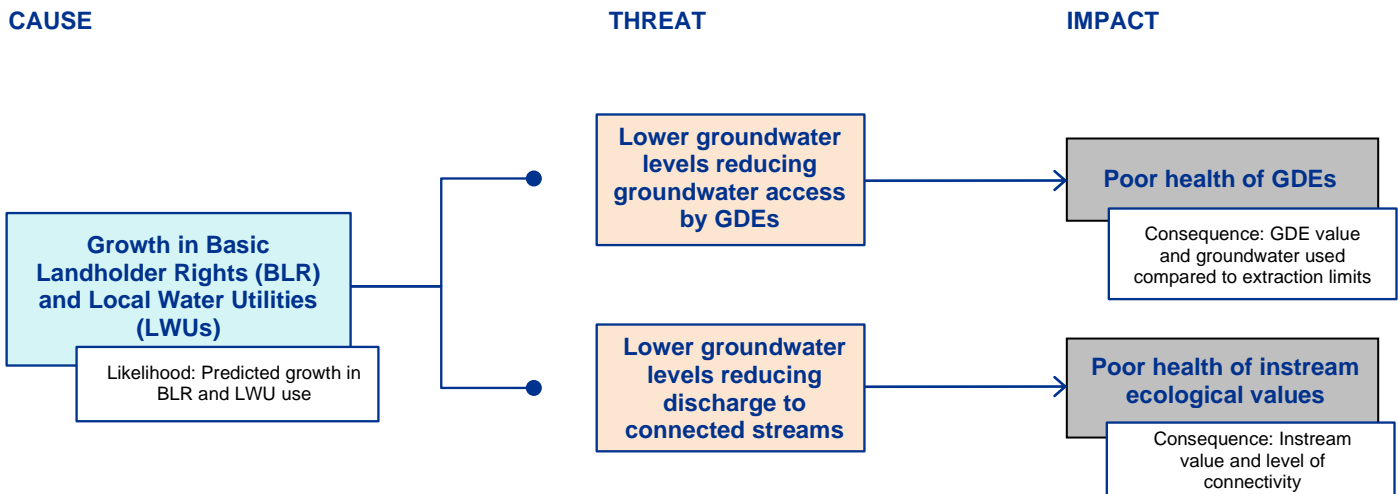 CAUSE
THREAT
IMPACT
Growth in Basic
Landholder Rights (BLR)
and Local Water Utilities
(LWUs)
Likelihood: Predicted growth in
BLR and LWU use
Lower groundwater
levels reducing
groundwater access
by GDEs
Poor health of GDEs
Consequence: GDE value
and groundwater used
compared to extraction limits
Lower groundwater
levels reducing
discharge to
connected streams
Poor health of instream
ecological values
Consequence: Instream
value and level of
connectivity